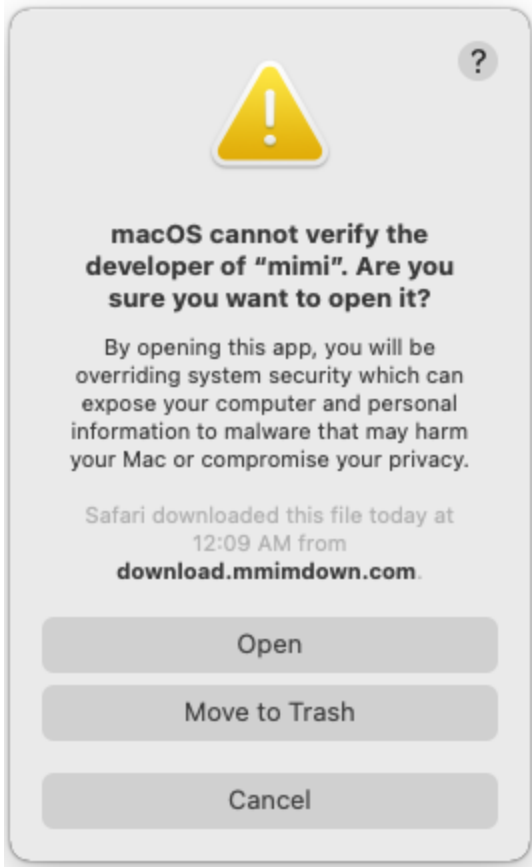 ?
macOS cannot verify the
developer of “mimi”. Are you
sure you want to open it?
By opening this app, you will be
overriding system security which can
expose your computer and personal
information to malware that may harm
your Mac or compromise your privacy.
Safari downloaded this file today at
12:09 AM from
download.mmimdown.com.
Open
Move to Trash
Cancel